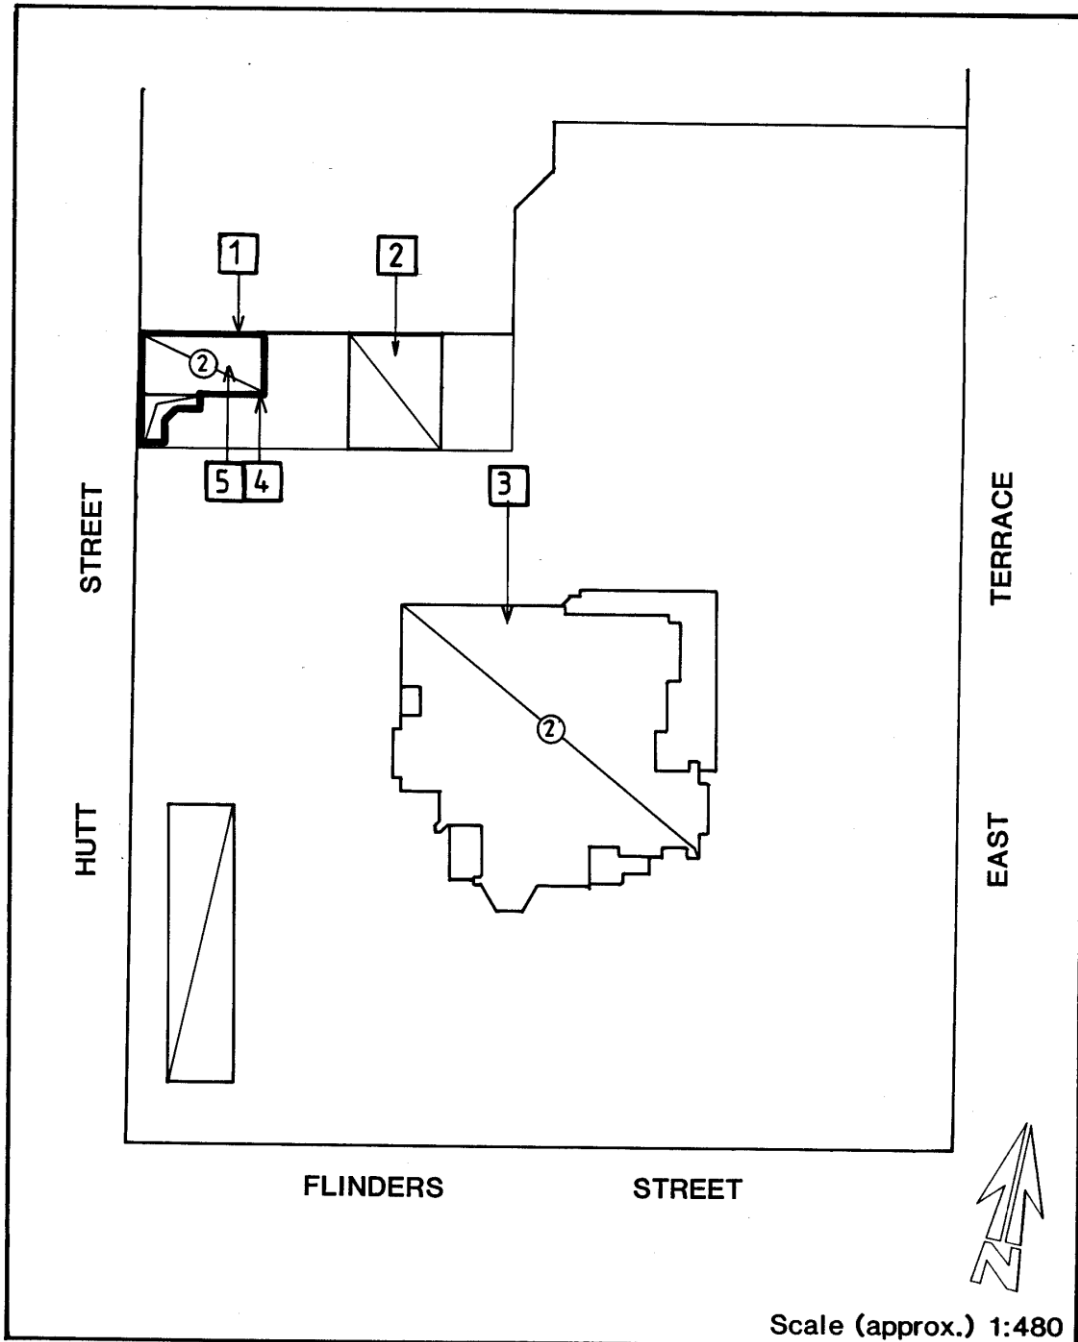 1
2
2
5 4
3
STREET
TERRACE
2
HUTT
EAST
FLINDERS STREET
N
Scale (approx.) 1:480